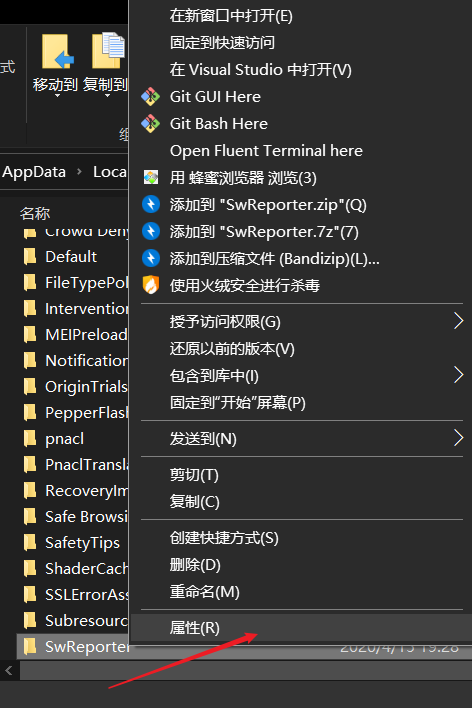 在新窗口中打开(E)
固定到快速访问
在 Visual Studio 中打开(V)
Git GUI Here
Git Bash Here
Open Fluent Terminal here
用 蜂蜜浏览器 浏览(3)
添加到 "SwReporter.zip"(Q)
添加到 "SwReporter.7z"(7)
添加到压缩文件 (Bandizip)(L)...
使用火绒安全进行杀毒
授予访问权限(G)
还原以前的版本(V)
包含到库中(I)
固定到“开始”屏幕(P)
发送到(N)
剪切(T)
复制(C)
创建快捷方式(S)
删除(D)
重命名(M)
属性(R)
式
移动到 复制到
组
AppData › Loca
名称
Crowd Deny
Default
FileTypePol
Intervention
MEIPreload
Notification
OriginTrials
PepperFlash
pnacl
PnaclTransla
RecoveryIm
Safe Browsi
SafetyTips
ShaderCach
SSLErrorAss
Subresourc
SwReporter 2020/4/15 19:28